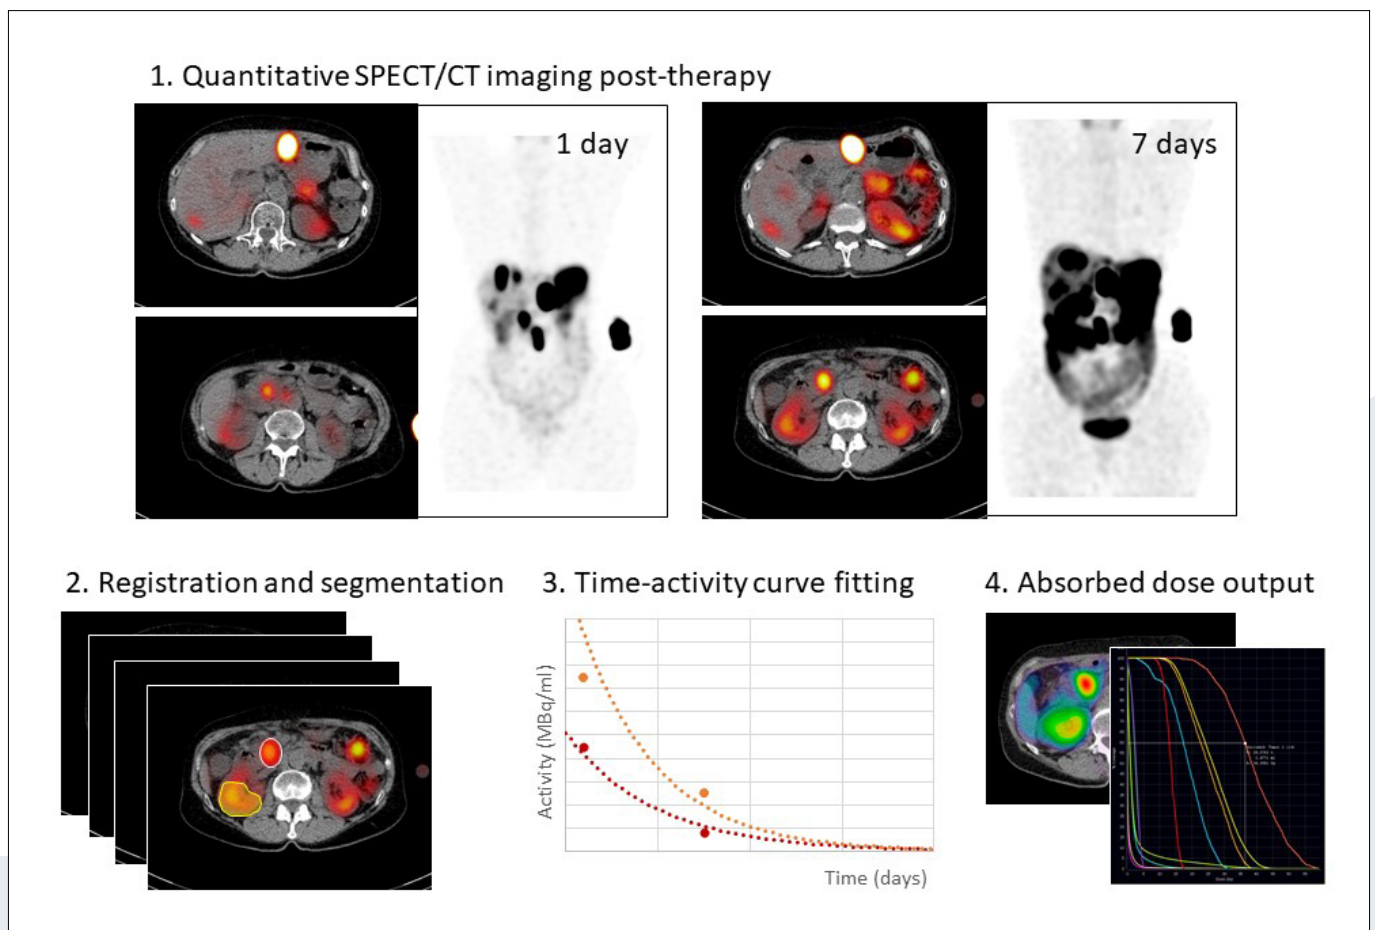 1. Quantitative SPECT/CT imaging post-therapy
1 day
7 days
2. Registration and segmentation
3. Time-activity curve fitting
4. Absorbed dose output
Activity (MBq/ml)
Time (days)